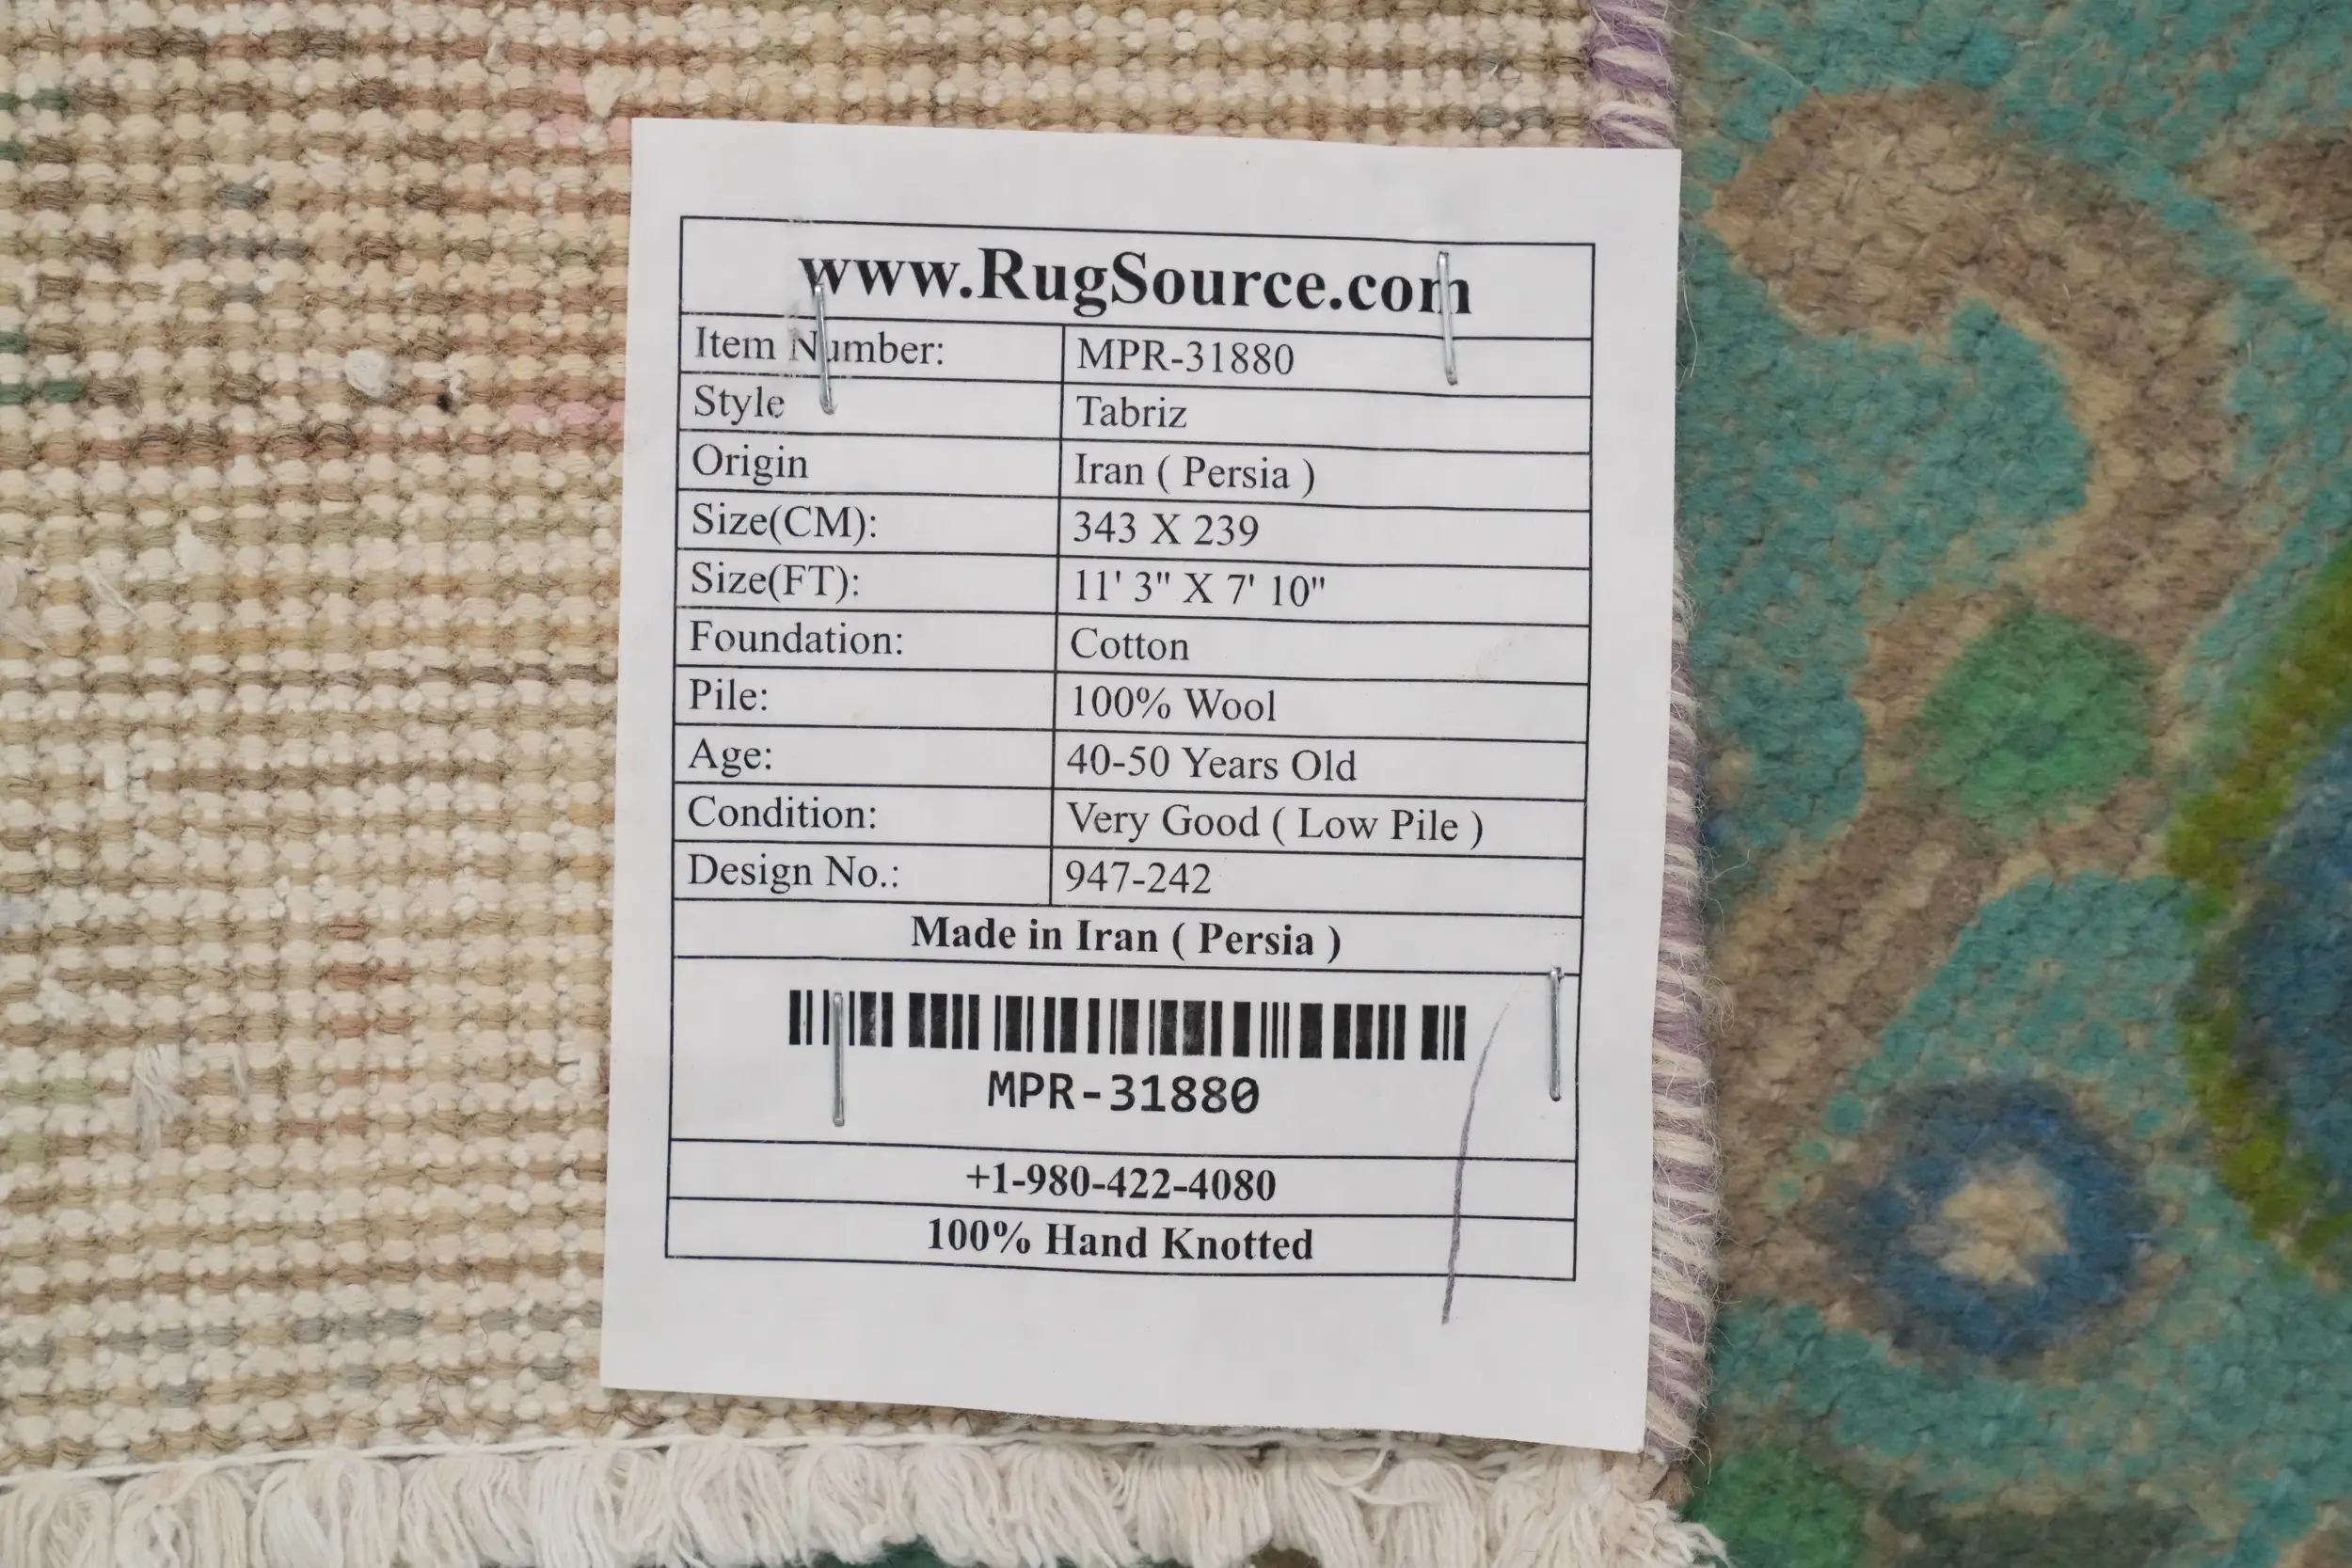 www.RugSource.com
Item Number: MPR-31880
Style Tabriz
Origin Iran ( Persia )
Size(CM): 343 X 239
Size(FT): 11' 3" X 7' 10"
Foundation: Cotton
Pile: 100% Wool
Age: 40-50 Years Old
Condition: Very Good ( Low Pile )
Design No.: 947-242
Made in Iran ( Persia )
MPR-31880
+1-980-422-4080
100% Hand Knotted